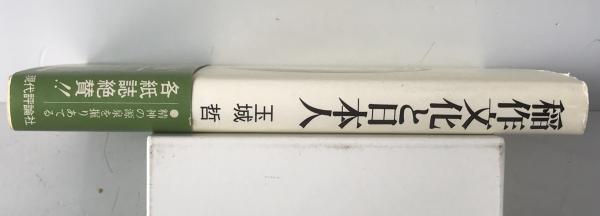 稲作文化と日本人
玉城 哲
●精神の源泉を掘りあてる
各紙誌絶賛!!
現代評論社